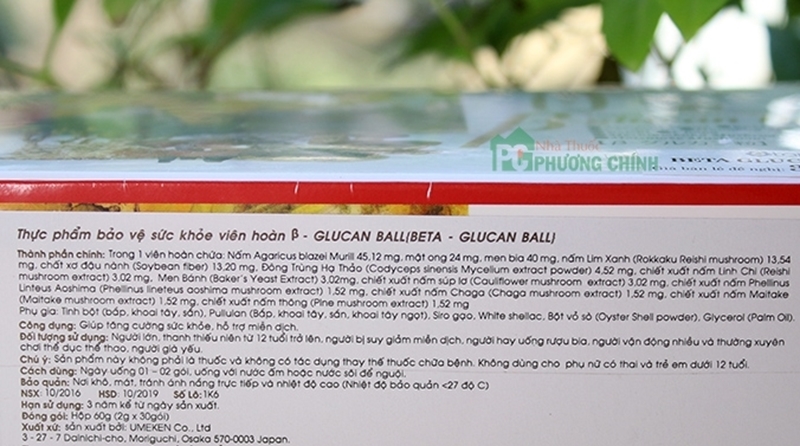 Nhà Thuốc
PHƯƠNG CHÍNH
BETA GLUC
Thực phẩm bảo vệ sức khỏe viên hoàn β - GLUCAN BALL(BETA - GLUCAN BALL)
Thành phần chính: Trong 1 viên hoàn chứa: Nấm Agaricus blazei Murill 45,12 mg, mật ong 24 mg, men bia 40 mg, nấm Lim Xanh (Rokkaku Reishi mushroom) 13,54
mg, chất xơ đậu nành (Soybean fiber) 13,20 mg. Đông Trùng Hạ Thảo (Codyceps sinensis Mycelium extract powder) 4,52 mg, chiết xuất nấm Linh Chi (Reishi
mushroom extract) 3,02 mg, Men Bánh (Baker's Yeast Extract) 3,02mg, chiết xuất nấm súp lơ (Cauliflower mushroom extract) 3,02 mg, chiết xuất nấm Phellinus
Linteus Aoshima (Phellinus lineteus aoshima mushroom extract) 1,52 mg, chiết xuất nấm Chaga (Chaga mushroom extract) 1,52 mg, chiết xuất nấm Maitake
(Maitake mushroom extract) 1,52 mg, chiết xuất nấm thông (Pine mushroom extract) 1,52 mg
Phụ gia: Tinh bột (bắp, khoai tây, sắn), Pullulan (Bắp, khoai tây, sắn, khoai tây ngọt), Siro gạo, White shellac, Bột vỏ sò (Oyster Shell powder), Glycerol (Palm Oil).
Công dụng: Giúp tăng cường sức khỏe, hỗ trợ miễn dịch.
Đối tượng sử dụng: Người lớn, thanh thiếu niên từ 12 tuổi trở lên, người bị suy giảm miễn dịch, người hay uống rượu bia, người vận động nhiều và thường xuyên
chơi thể dục thể thao, người già yếu.
Chú ý: Sản phẩm này không phải là thuốc và không có tác dụng thay thế thuốc chữa bệnh. Không dùng cho phụ nữ có thai và trẻ em dưới 12 tuổi.
Cách dùng: Ngày uống 01 - 02 gói, uống với nước ấm hoặc nước sôi để nguội.
Bảo quản: Nơi khô, mát, tránh ánh nắng trực tiếp và nhiệt độ cao (Nhiệt độ bảo quản <27 độ C)
NSX: 10/2016 HSD: 10/2019 Số Lô: 1K6
Hạn sử dụng: 3 năm kể từ ngày sản xuất.
Đóng gói: Hộp 60g (2g x 30gói)
Xuất xứ: sản xuất bởi: UMEKEN Co., Ltd
3 - 27 - 7 Dainichi-cho, Moriguchi, Osaka 570-0003 Japan.